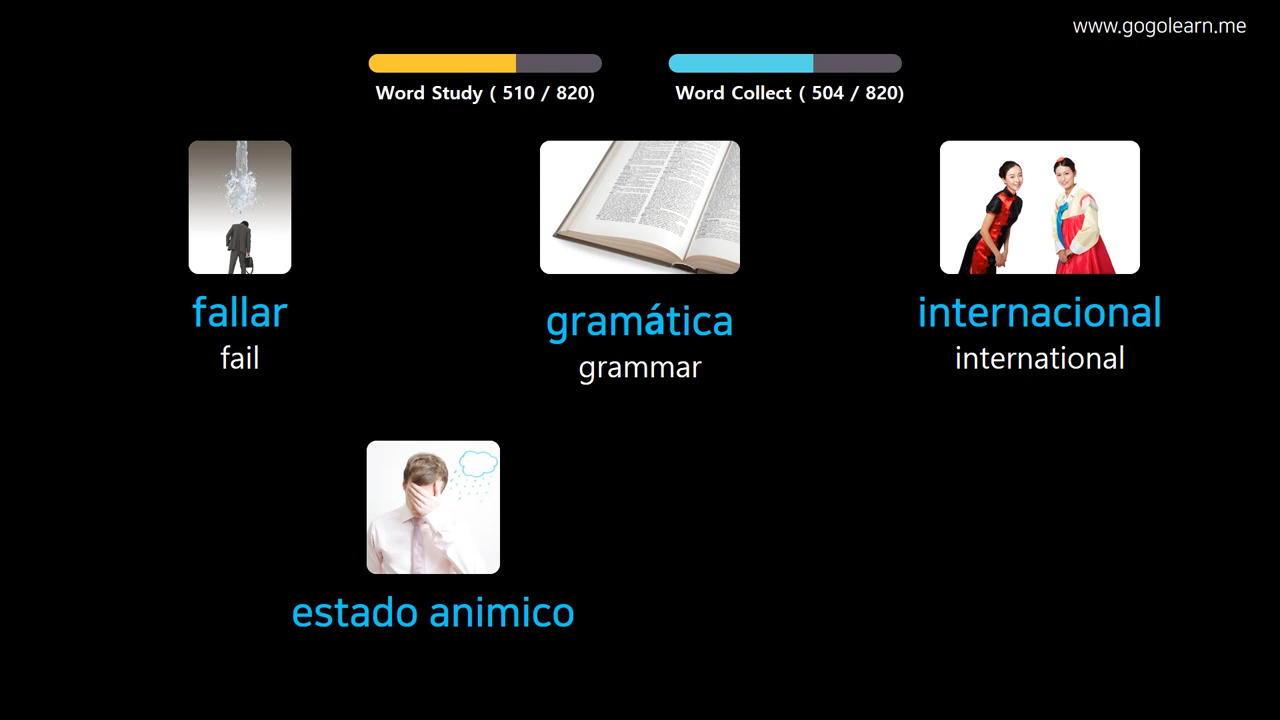 www.gogolearn.me
Word Study ( 510 / 820)
Word Collect ( 504 / 820)
fallar
fail
gramática
grammar
internacional
international
estado animico